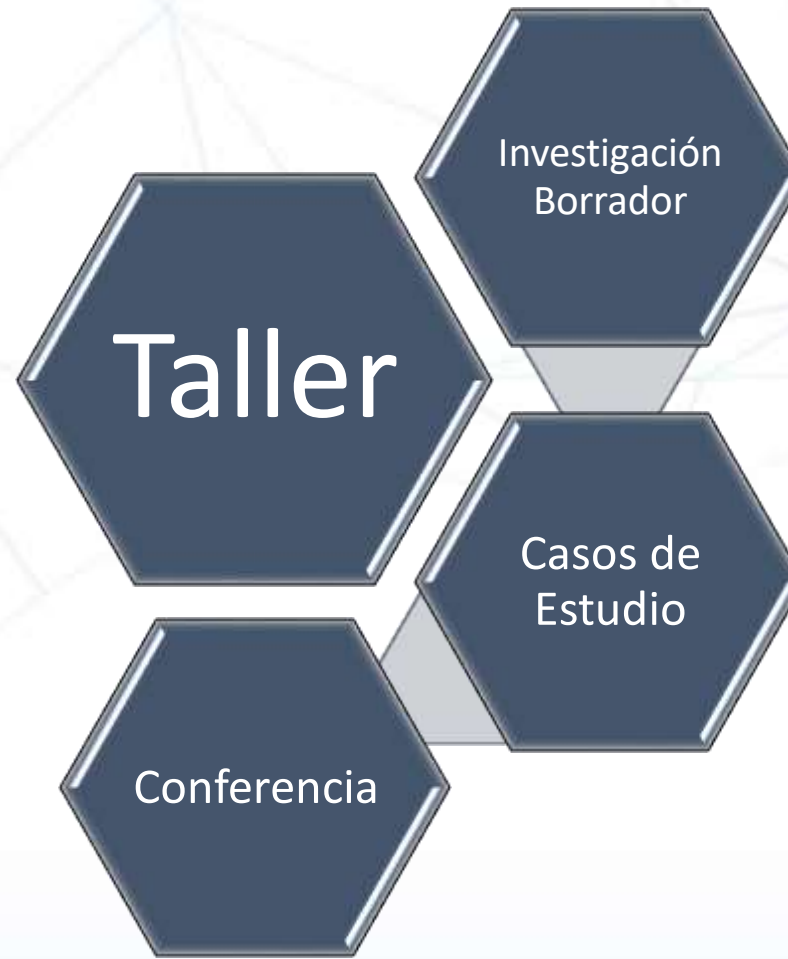 Investigación
Borrador
Taller
Casos de
Estudio
Conferencia